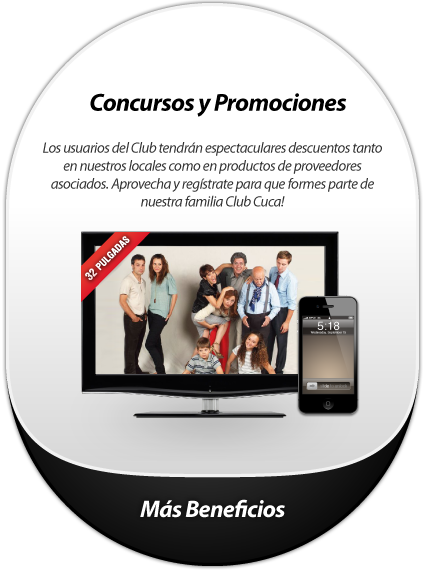 Concursos y Promociones
Los usuarios del Club tendrán espectaculares descuentos tanto
en nuestros locales como en productos de proveedores
asociados. Aprovecha y regístrate para que formes parte de
nuestra familia Club Cuca!
32 PULGADAS
5:18
Más Beneficios